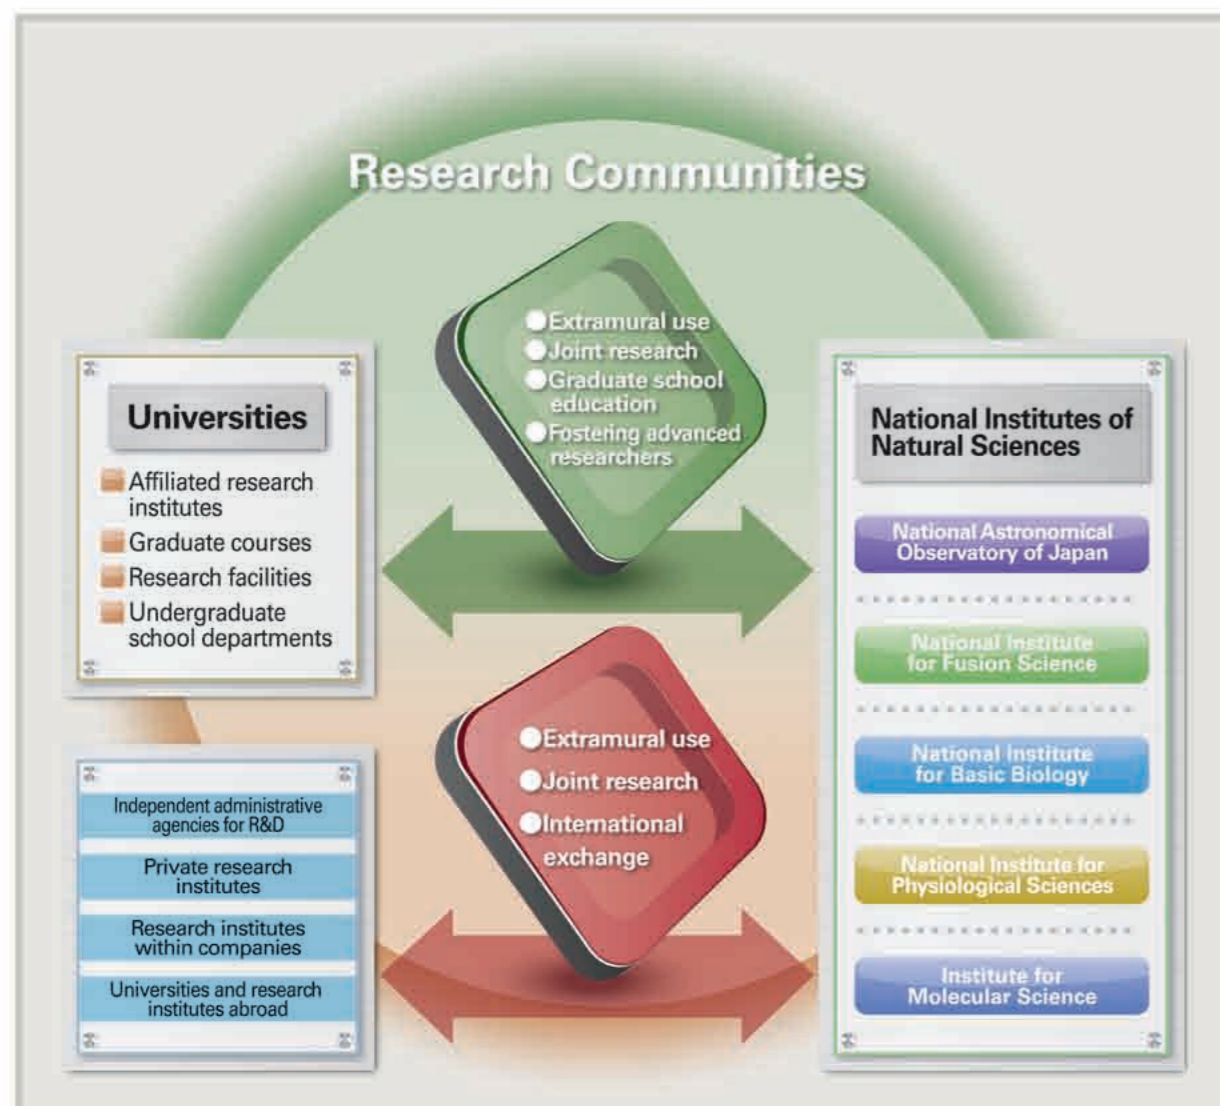 Research Communities
Extramural use
Joint research
Graduate school
education
Fostering advanced
researchers
Universities
Affiliated research
institutes
Graduate courses
Research facilities
Undergraduate
school departments
National Institutes of
Natural Sciences
National Astronomical
Observatory of Japan
National Institute
for Fusion Science
National Institute
for Basic Biology
National Institute for
Physiological Sciences
Institute for
Molecular Science
Extramural use
Joint research
International
exchange
Independent administrative
agencies for R&D
Private research
institutes
Research institutes
within companies
Universities and research
institutes abroad